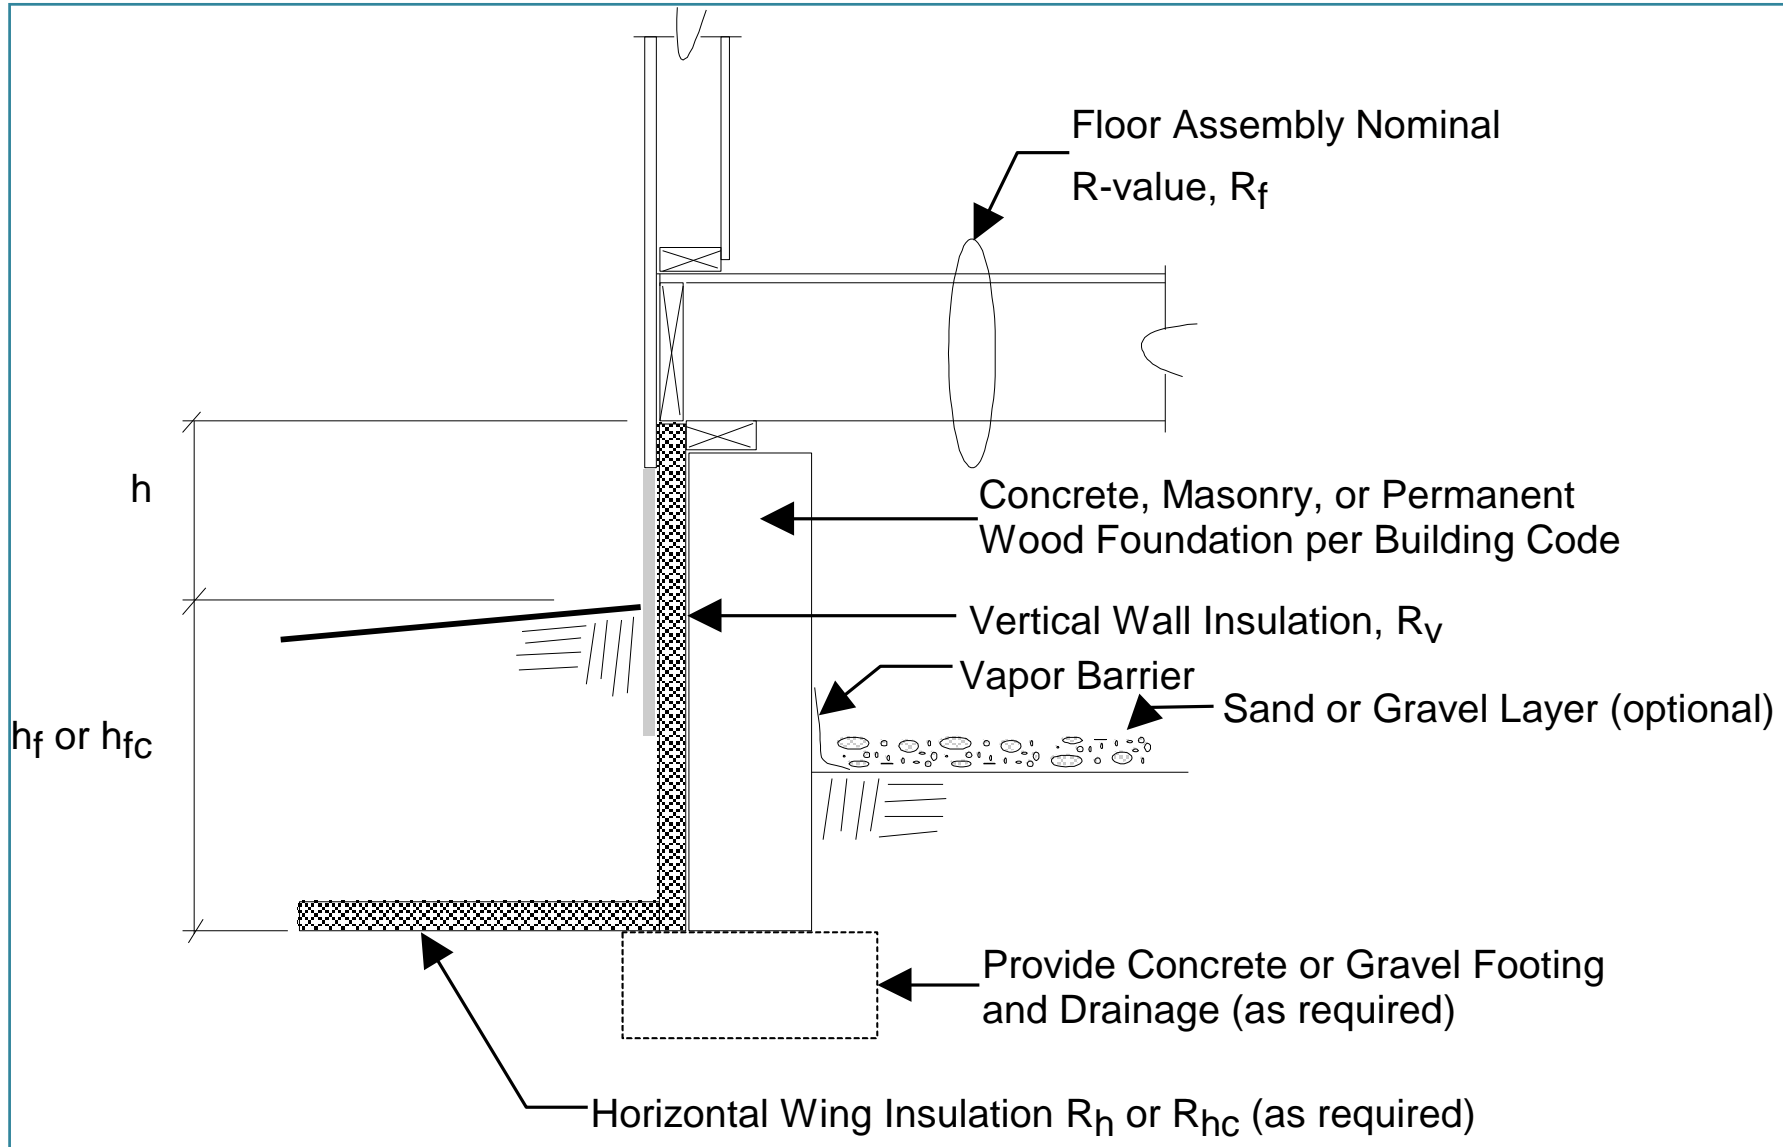 Floor Assembly Nominal
R-value, Rf
h
Concrete, Masonry, or Permanent
Wood Foundation per Building Code
Vertical Wall Insulation, Rv
Vapor Barrier
Sand or Gravel Layer (optional)
hf or hfc
Provide Concrete or Gravel Footing
and Drainage (as required)
Horizontal Wing Insulation Rh or Rhc (as required)